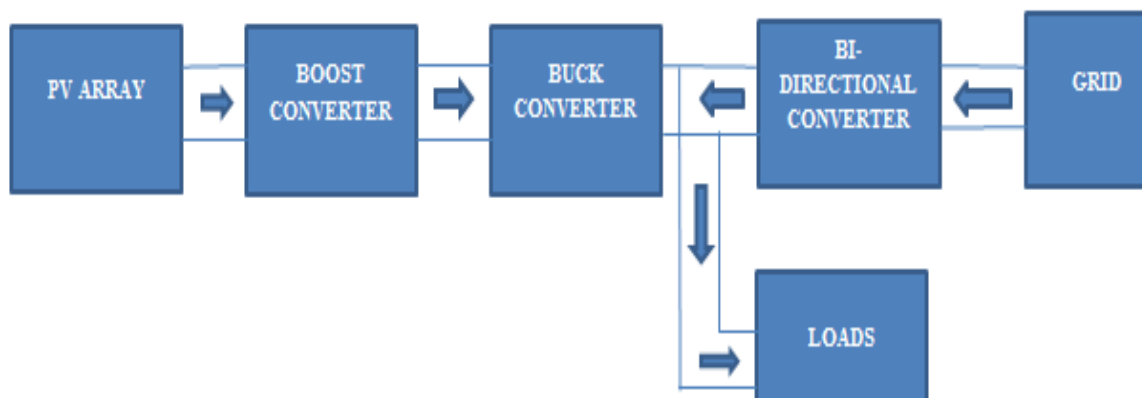 PV ARRAY
BOOST
CONVERTER
BUCK
CONVERTER
BI-
DIRECTIONAL
CONVERTER
GRID
LOADS